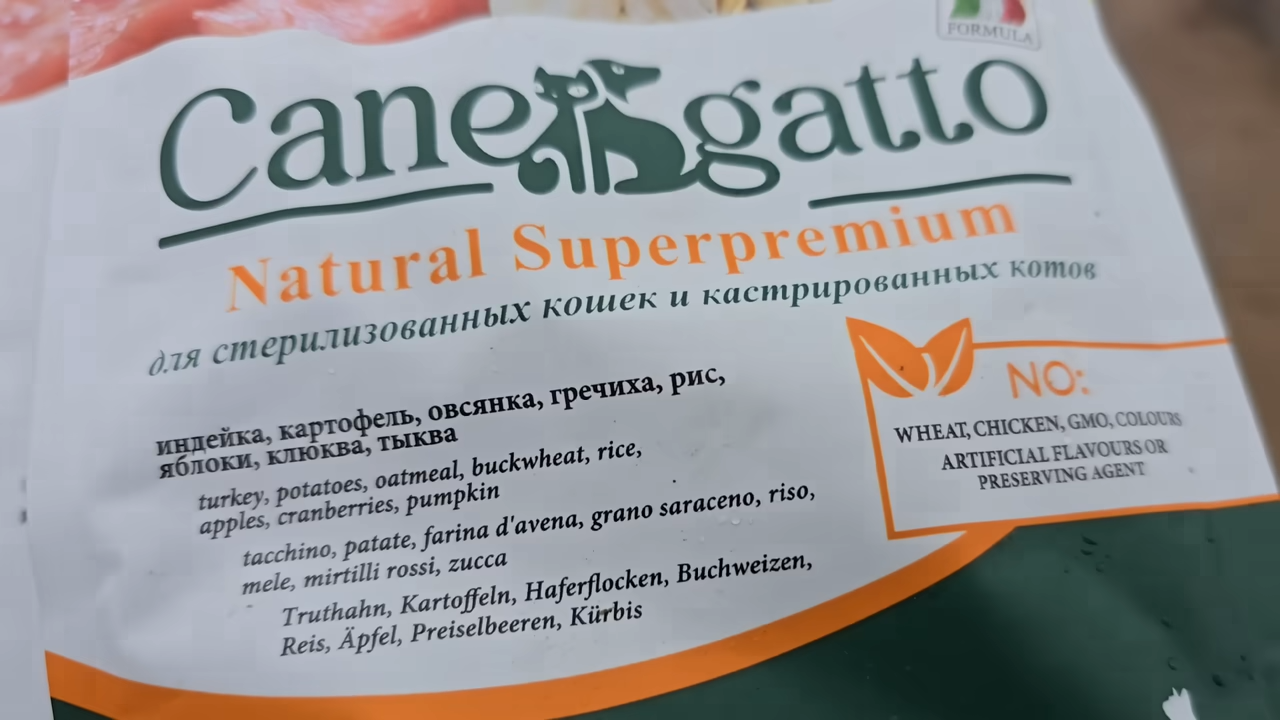 FORMULA
Cane gatto
Natural Superpremium
для стерилизованных кошек и кастрированных котов
индейка, картофель, овсянка, гречиха, рис,
яблоки, клюква, тыква
turkey, potatoes, oatmeal, buckwheat, rice,
apples, cranberries, pumpkin
tacchino, patate, farina d'avena, grano saraceno, riso,
mele, mirtilli rossi, zucca
Truthahn, Kartoffeln, Haferflocken, Buchweizen,
Reis, Äpfel, Preiselbeeren, Kürbis
NO:
WHEAT, CHICKEN, GMO, COLOURS
ARTIFICIAL FLAVOURS OR
PRESERVING AGENT